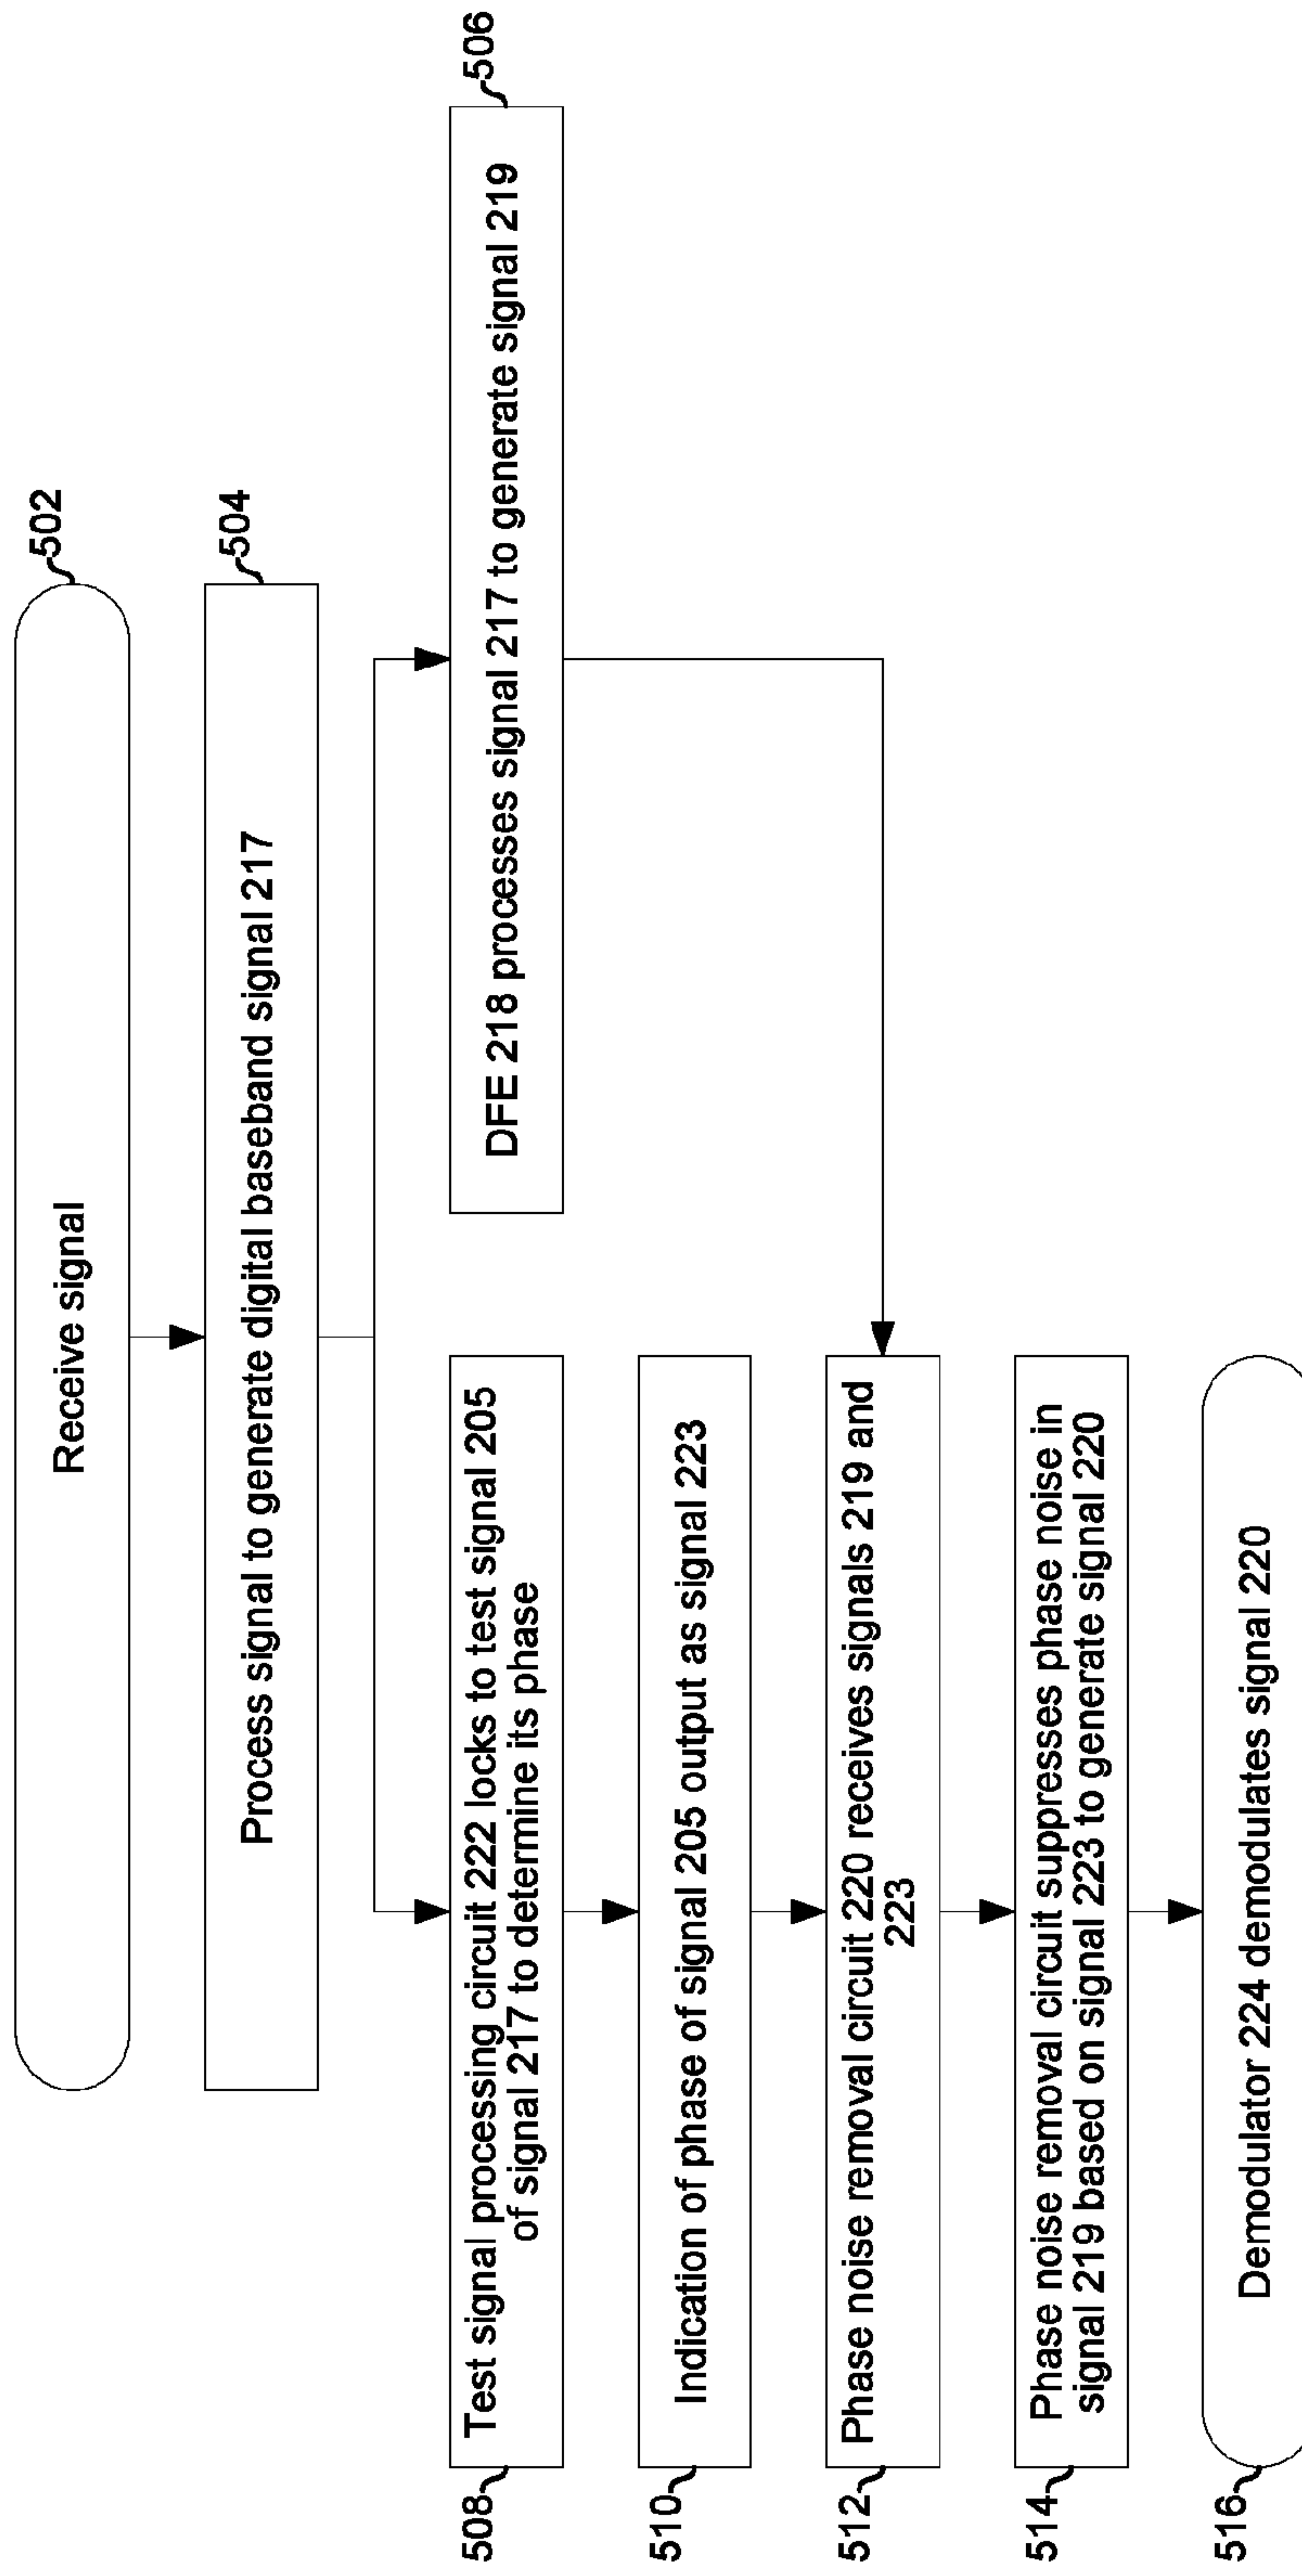 502
Receive signal
504
Process signal to generate digital baseband signal 217
506
DFE 218 processes signal 217 to generate signal 219
508
Test signal processing circuit 222 locks to test signal 205
of signal 217 to determine its phase
510
Indication of phase of signal 205 output as signal 223
512
Phase noise removal circuit 220 receives signals 219 and
223
514
Phase noise removal circuit suppresses phase noise in
signal 219 based on signal 223 to generate signal 220
516
Demodulator 224 demodulates signal 220